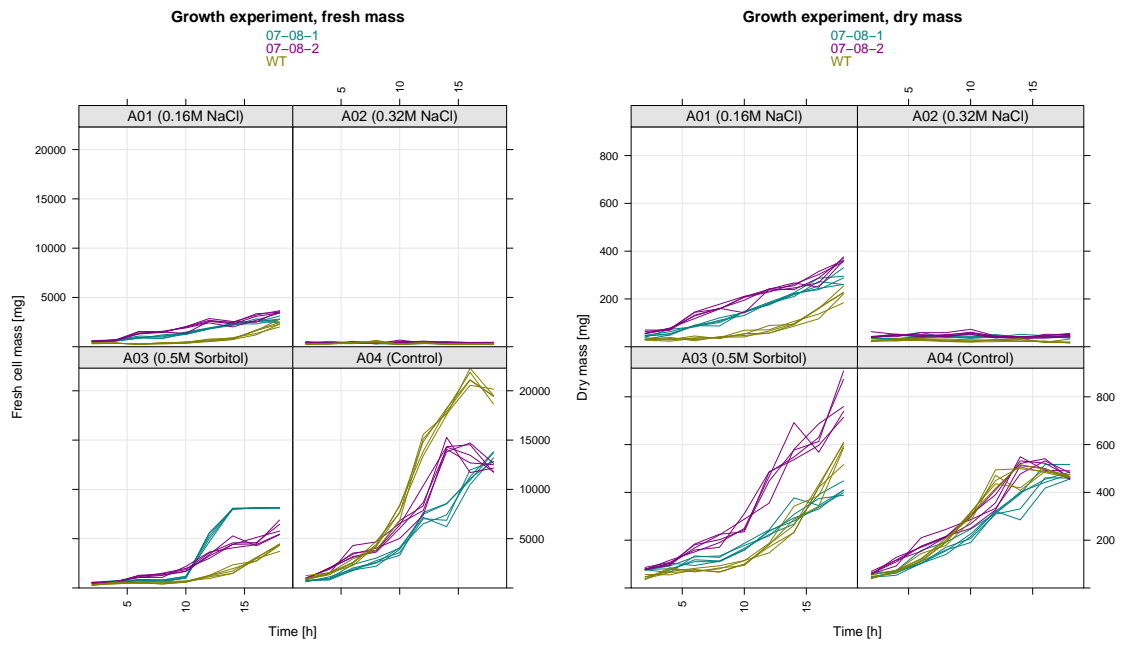 Growth experiment, fresh mass
07−08−1
07−08−2
WT
5
10
15
A01 (0.16M NaCl)
A02 (0.32M NaCl)
20000
15000
10000
5000
A03 (0.5M Sorbitol)
A04 (Control)
20000
15000
10000
5000
5
10
15
Fresh cell mass [mg]
Time [h]
Growth experiment, dry mass
07−08−1
07−08−2
WT
5
10
15
A01 (0.16M NaCl)
A02 (0.32M NaCl)
800
600
400
200
A03 (0.5M Sorbitol)
A04 (Control)
800
600
400
200
5
10
15
Dry mass [mg]
Time [h]